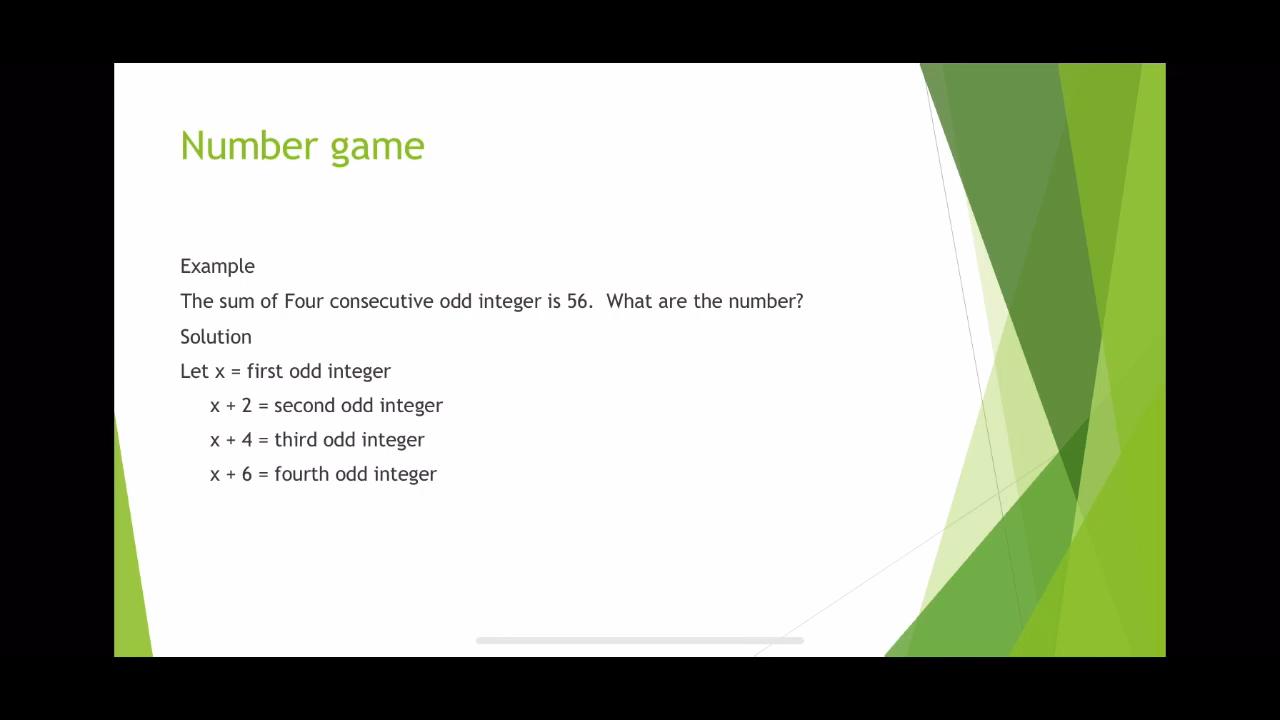 Number game
Example
The sum of Four consecutive odd integer is 56.  What are the number?
Solution
Let x = first odd integer
x + 2 = second odd integer
x + 4 = third odd integer
x + 6 = fourth odd integer